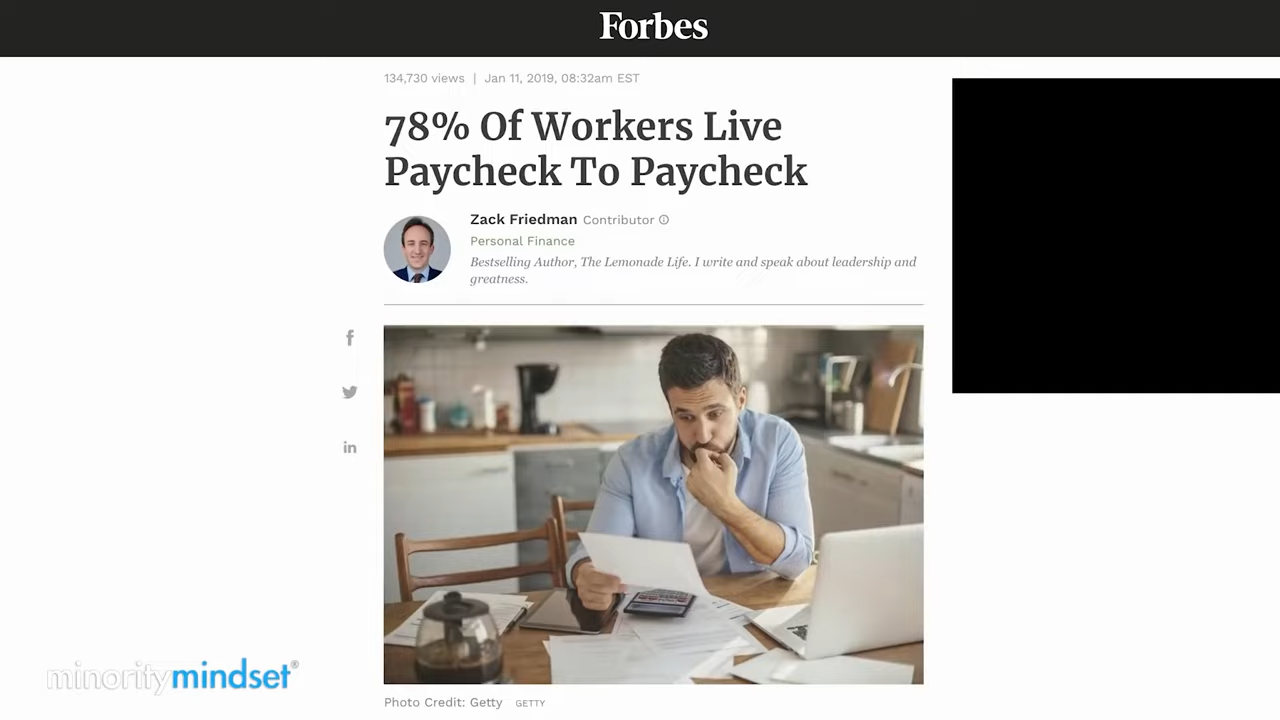 Forbes
134,730 views | Jan 11, 2019, 08:32am EST
78% Of Workers Live
Paycheck To Paycheck
Zack Friedman Contributor
Personal Finance
Bestselling Author, The Lemonade Life. I write and speak about leadership and
greatness.
f
in
minoritymindset®
Photo Credit: Getty GETTY